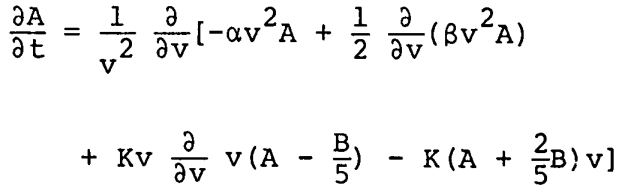 ∂A/∂t = 1/v² ∂/∂v[-αv²A + 1/2 ∂/∂v(βv²A)
+ Kv ∂/∂v v(A - B/5) - K(A + 2/5B)v]